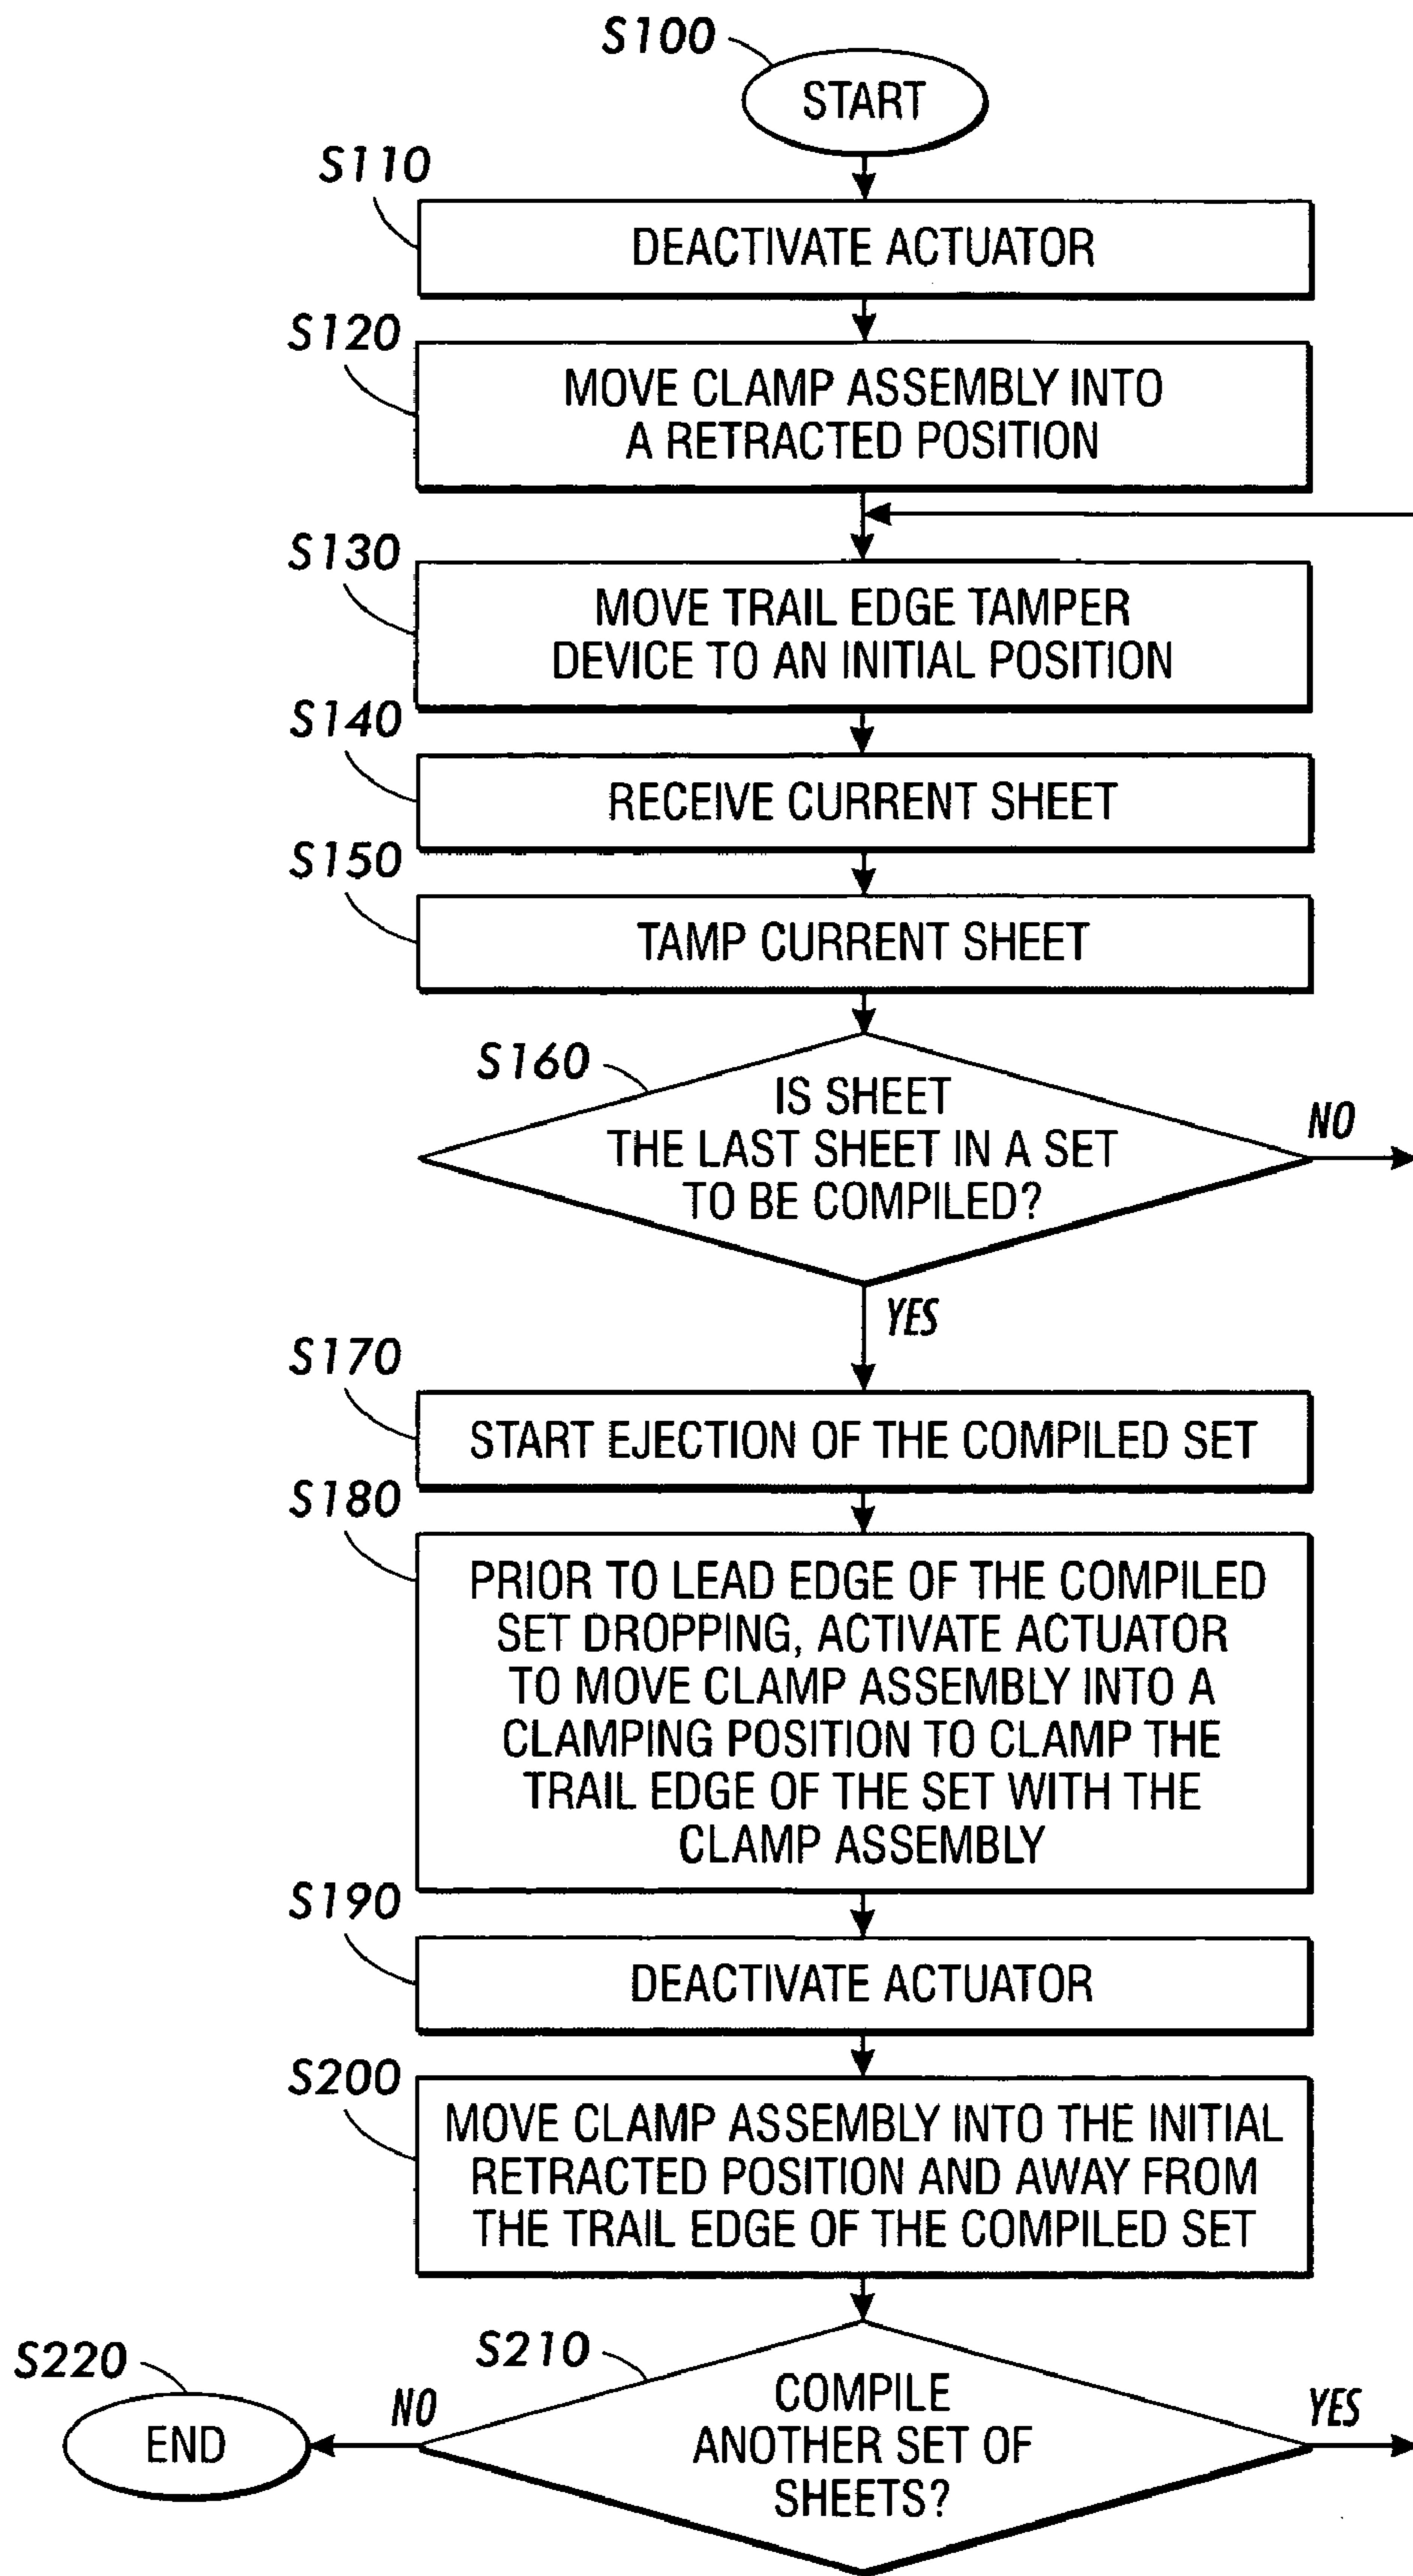 S100
START
S110
DEACTIVATE ACTUATOR
S120
MOVE CLAMP ASSEMBLY INTO
A RETRACTED POSITION
S130
MOVE TRAIL EDGE TAMPER
DEVICE TO AN INITIAL POSITION
S140
RECEIVE CURRENT SHEET
S150
TAMP CURRENT SHEET
S160
IS SHEET
THE LAST SHEET IN A SET
TO BE COMPILED?
NO
YES
S170
START EJECTION OF THE COMPILED SET
S180
PRIOR TO LEAD EDGE OF THE COMPILED
SET DROPPING, ACTIVATE ACTUATOR
TO MOVE CLAMP ASSEMBLY INTO A
CLAMPING POSITION TO CLAMP THE
TRAIL EDGE OF THE SET WITH THE
CLAMP ASSEMBLY
S190
DEACTIVATE ACTUATOR
S200
MOVE CLAMP ASSEMBLY INTO THE INITIAL
RETRACTED POSITION AND AWAY FROM
THE TRAIL EDGE OF THE COMPILED SET
S210
COMPILE
ANOTHER SET OF
SHEETS?
YES
NO
S220
END